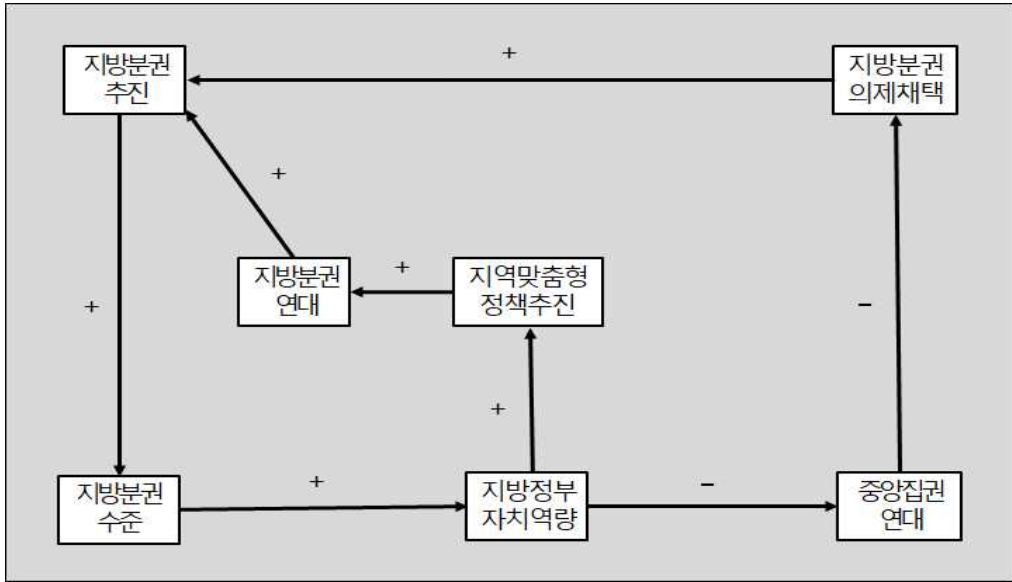 지방분권
추진
+
지방분권
의제채택
+
지방분권
연대
+
지역맞춤형
정책추진
+
−
+
지방분권
수준
+
지방정부
자치역량
−
중앙집권
연대